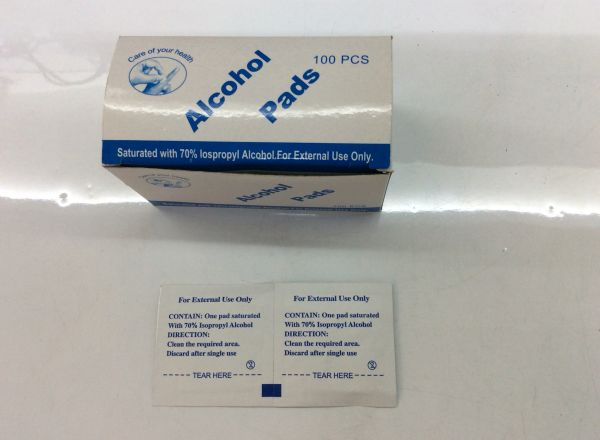 Care of your health
100 PCS
Alcohol
Pads
Saturated with 70% Iospropyl Alcohol.For External Use Only.
Alcohol
Pads
100 PCS
For External Use Only
CONTAIN: One pad saturated
With 70% Isopropyl Alcohol
DIRECTION:
Clean the required area.
Discard after single use
TEAR HERE
For External Use Only
CONTAIN: One pad saturated
With 70% Isopropyl Alcohol
DIRECTION:
Clean the required area.
Discard after single use
TEAR HERE